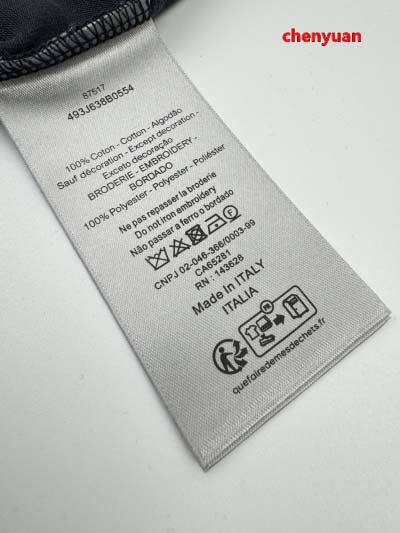 chenyuan
87517
493J638B0554
100% Coton - Cotton - Algodão
Sauf décoration - Except decoration -
Exceto decoração
BRODERIE - EMBROIDERY -
BORDADO
100% Polyester - Polyester - Poliéster
Ne pas repasser la broderie
Do not iron embroidery
Não passar a ferro o bordado
CNPJ 02-046-366/0003-99
CA65281
RN : 143628
Made in ITALY
ITALIA
FR
quefairedemesdechets.fr